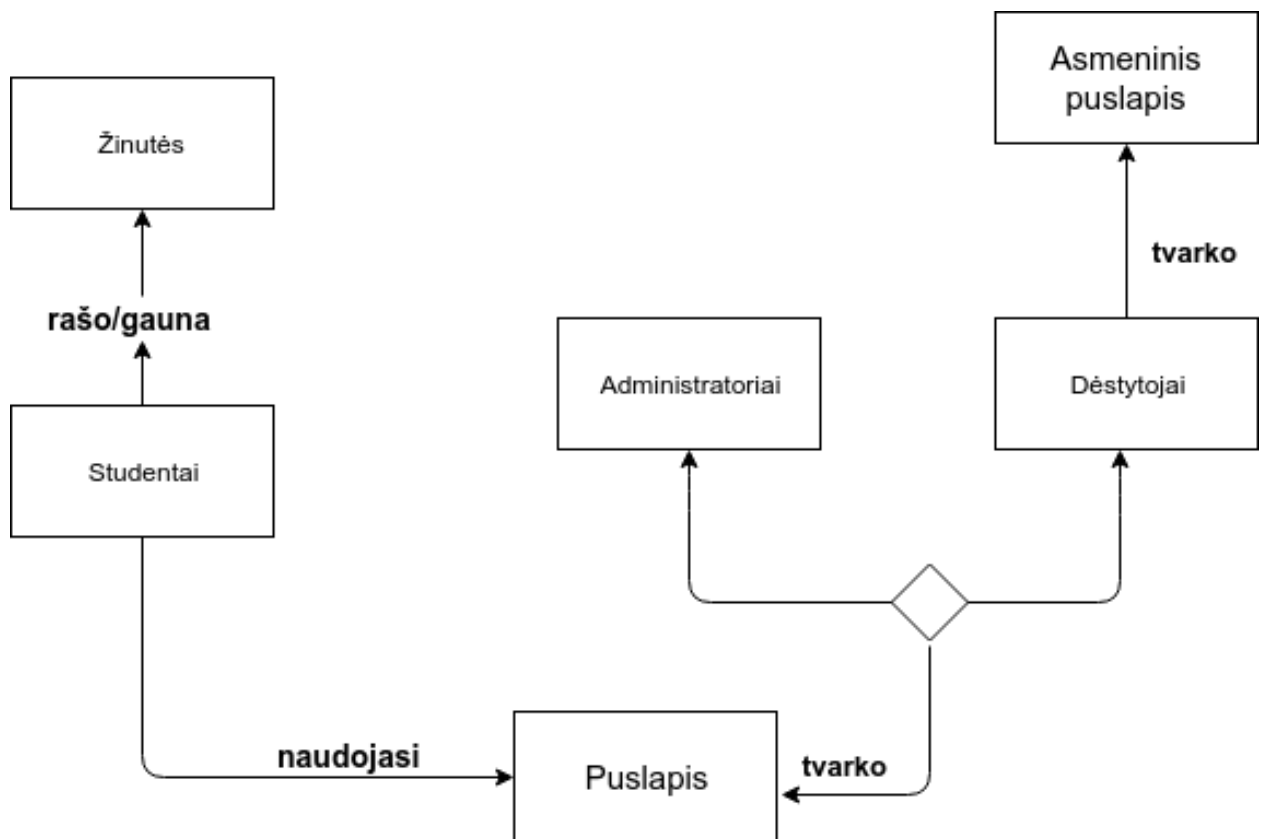 Asmeninis
puslapis
Žinutės
tvarko
rašo/gauna
Administratoriai
Dėstytojai
Studentai
naudojasi
Puslapis
tvarko